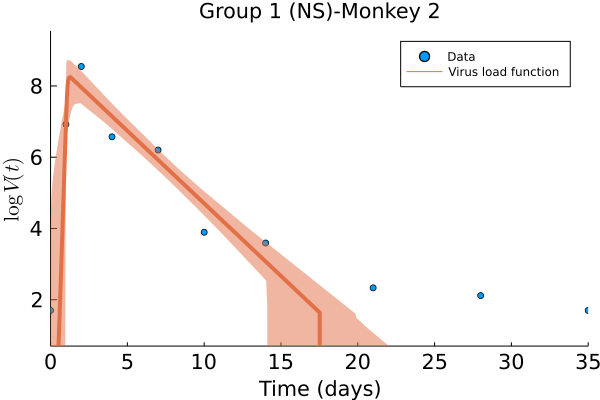 Group 1 (NS)-Monkey 2
Data
Virus load function
log V(t)
8
6
4
2
0 5 10 15 20 25 30 35
Time (days)